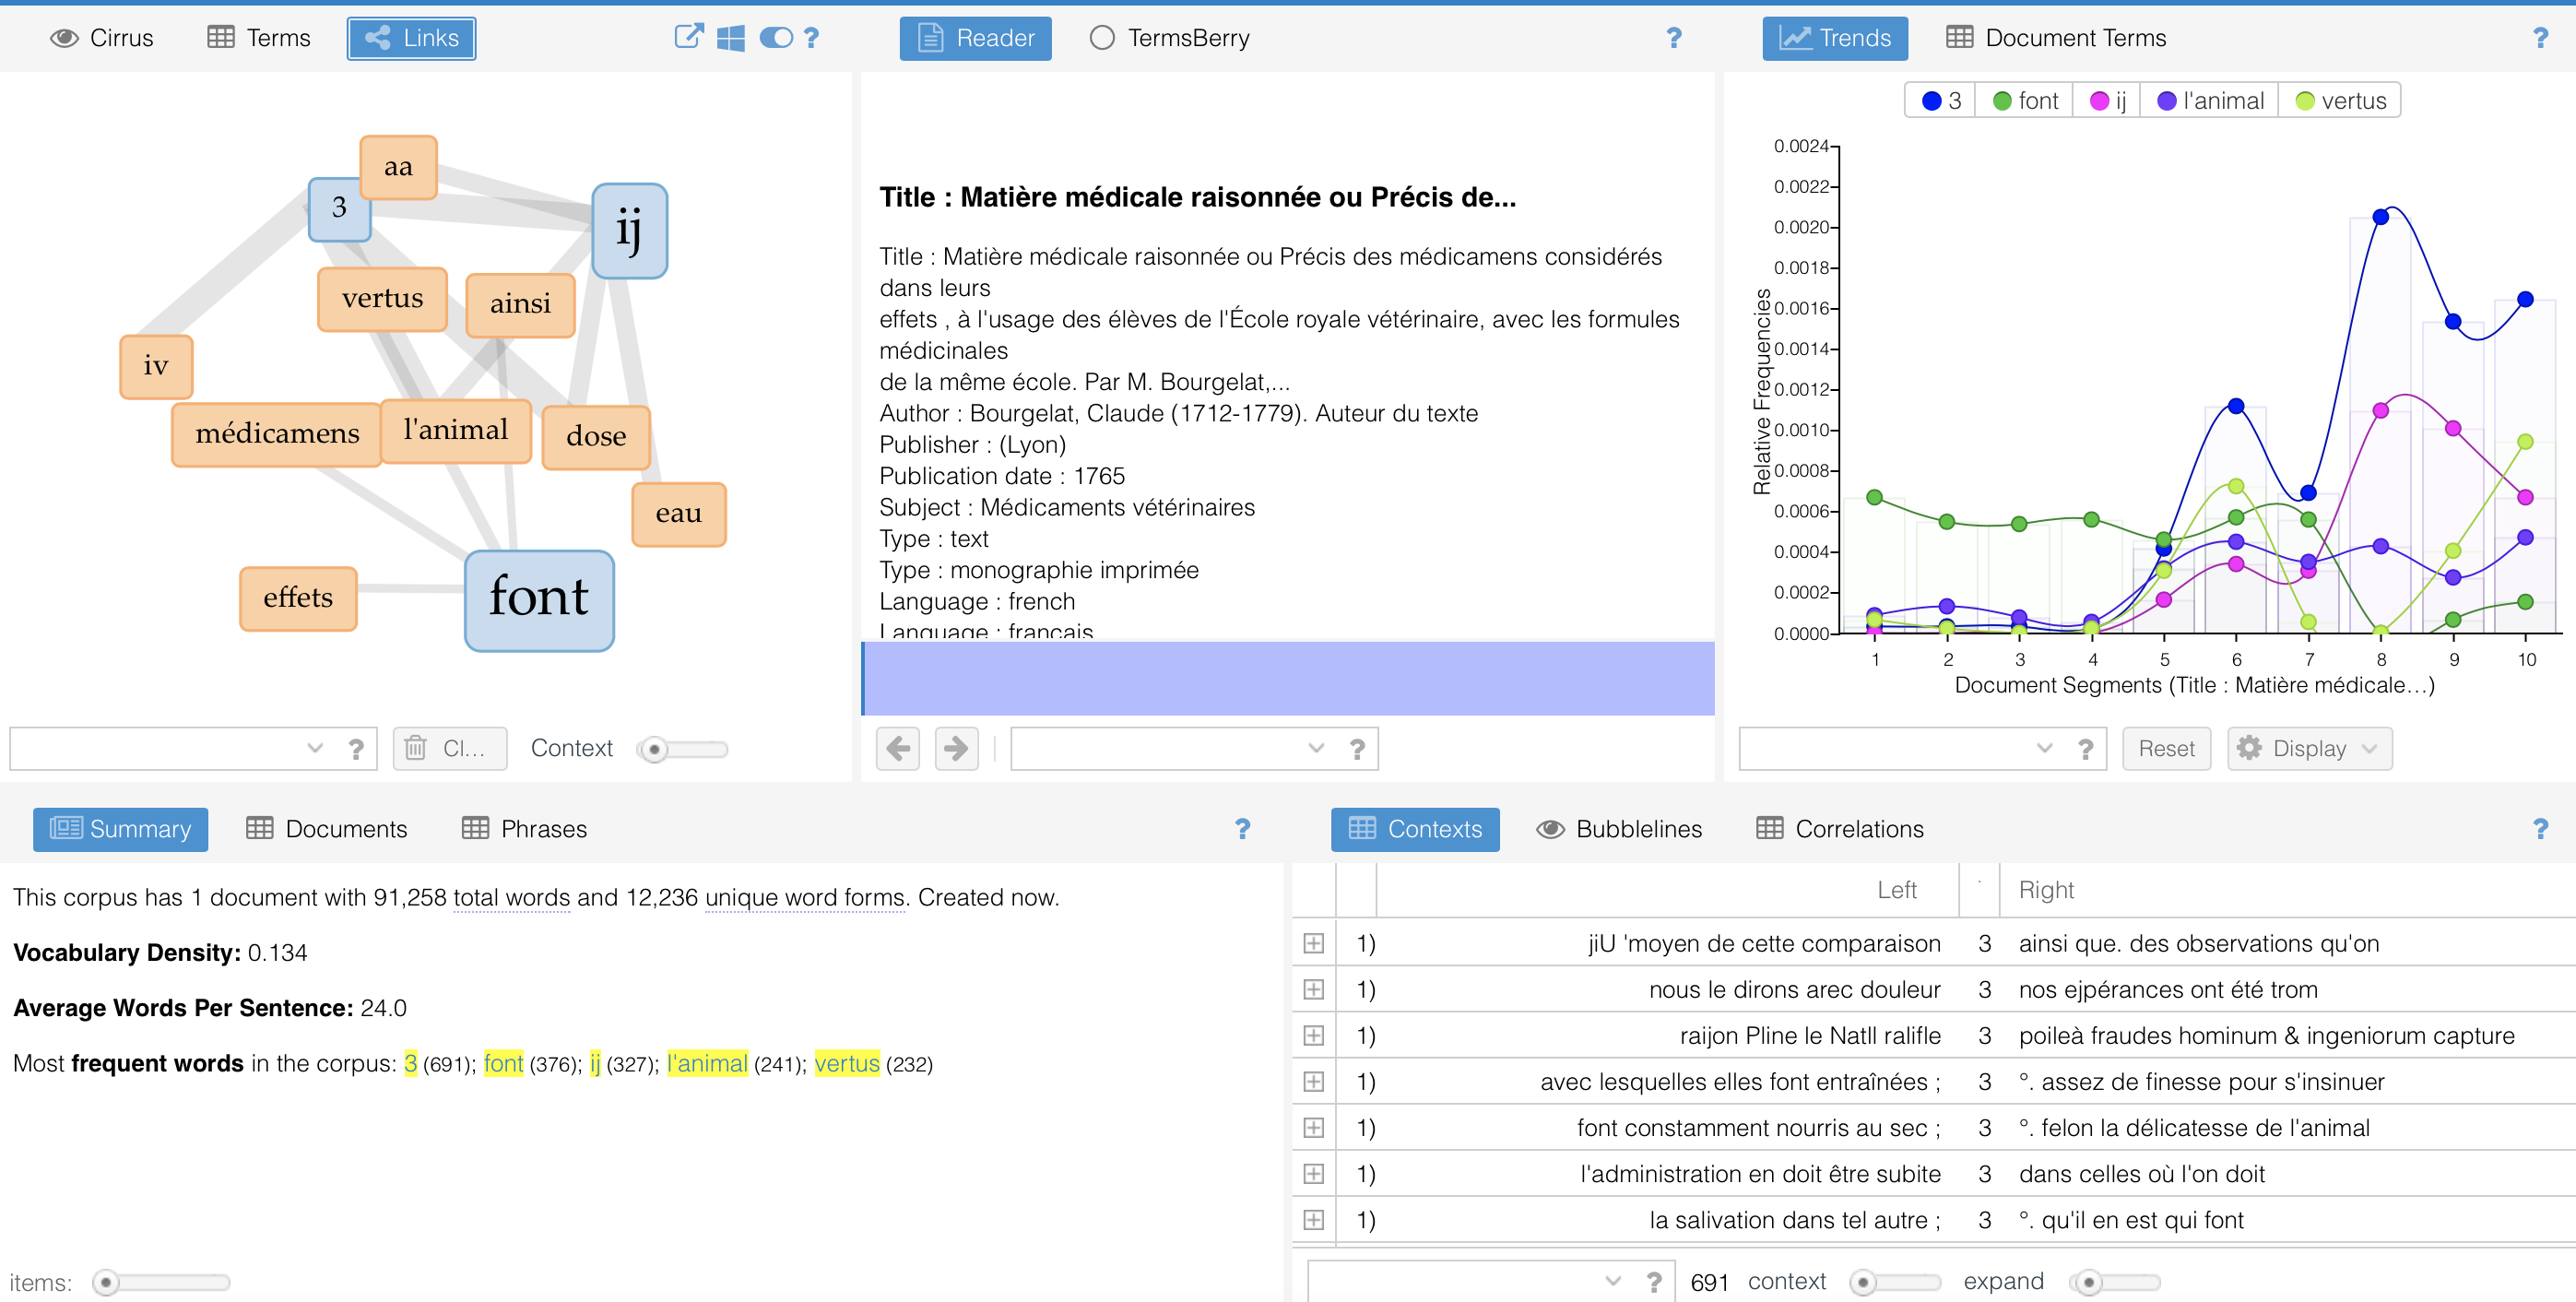 Cirrus Terms Links ?
aa
3
ij
vertus
ainsi
iv
médicamens
l'animal
dose
eau
effets
font
? Cl... Context
Reader TermsBerry ?
Title : Matière médicale raisonnée ou Précis de...
Title : Matière médicale raisonnée ou Précis des médicamens considérés
dans leurs
effets , à l'usage des élèves de l'École royale vétérinaire, avec les formules
médicinales
de la même école. Par M. Bourgelat,...
Author : Bourgelat, Claude (1712-1779). Auteur du texte
Publisher : (Lyon)
Publication date : 1765
Subject : Médicaments vétérinaires
Type : text
Type : monographie imprimée
Language : french
Language : français
?
Trends Document Terms ?
3 font ij l'animal vertus
Relative Frequencies
0.0024
0.0022
0.0020
0.0018
0.0016
0.0014
0.0012
0.0010
0.0008
0.0006
0.0004
0.0002
0.0000
1 2 3 4 5 6 7 8 9 10
Document Segments (Title : Matière médicale...)
? Reset Display
Summary Documents Phrases ?
This corpus has 1 document with 91,258 total words and 12,236 unique word forms. Created now.
Vocabulary Density: 0.134
Average Words Per Sentence: 24.0
Most frequent words in the corpus: 3 (691); font (376); ij (327); l'animal (241); vertus (232)
items:
Contexts Bubblelines Correlations ?
Left Right
1) jiU 'moyen de cette comparaison 3 ainsi que. des observations qu'on
1) nous le dirons arec douleur 3 nos ejpérances ont été trom
1) raijon Pline le Natll ralifle 3 poileà fraudes hominum & ingeniorum capture
1) avec lesquelles elles font entraînées ; 3 °. assez de finesse pour s'insinuer
1) font constamment nourris au sec ; 3 °. felon la délicatesse de l'animal
1) l'administration en doit être subite 3 dans celles où l'on doit
1) la salivation dans tel autre ; 3 °. qu'il en est qui font
? 691 context expand